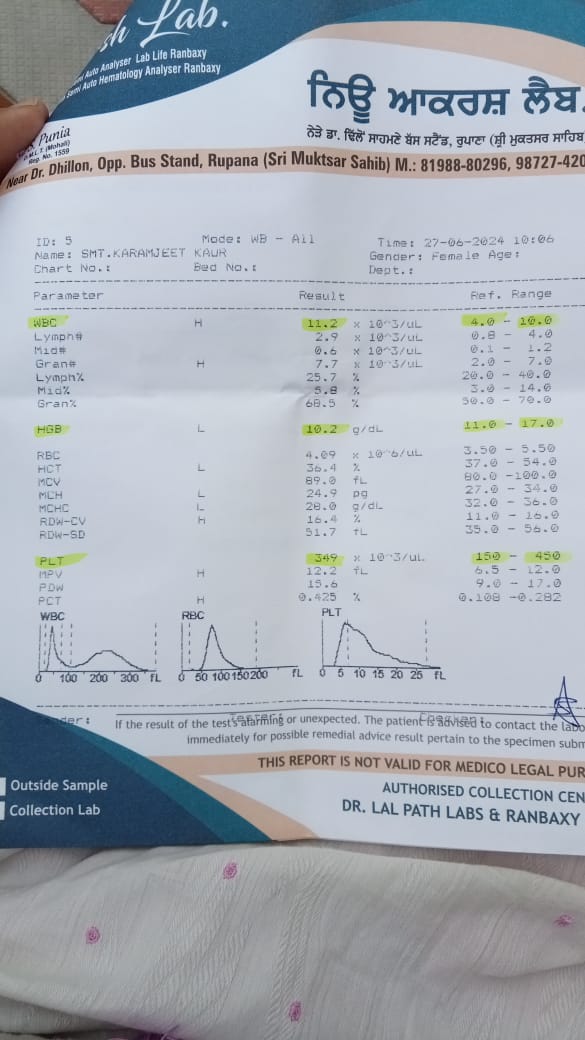 sh Lab.
Auto Analyser Lab Life Ranbaxy
Semi Auto Hematology Analyser Ranbaxy
Punia
D.M.L.T. (Mohali)
Reg. No. 1559
ਨਿਊ ਆਕਰਸ਼ ਲੈਬ.
ਨੇੜੇ ਡਾ. ਢਿੱਲੋਂ ਸਾਹਮਣੇ ਬੱਸ ਸਟੈਂਡ, ਰੁਪਾਣਾ (ਸ਼੍ਰੀ ਮੁਕਤਸਰ ਸਾਹਿਬ
Near Dr. Dhillon, Opp. Bus Stand, Rupana (Sri Muktsar Sahib) M.: 81988-80296, 98727-420
ID: 5 Mode: WB - All Time: 27-06-2024 10:06
Name: SMT.KARAMJEET KAUR Gender: Female Age:
Chart No.: Bed No.: Dept.:
Parameter Result Ref. Range
WBC H 11.2 x 10^3/uL 4.0 - 10.0
Lymph# 2.9 x 10^3/uL 0.8 - 4.0
Mid# 0.6 x 10^3/uL 0.1 - 1.2
Gran# H 7.7 x 10^3/uL 2.0 - 7.0
Lymph% 25.7 % 20.0 - 40.0
Mid% 5.8 % 3.0 - 14.0
Gran% 68.5 % 50.0 - 70.0
HGB L 10.2 g/dL 11.0 - 17.0
RBC 4.09 x 10^6/uL 3.50 - 5.50
HCT L 36.4 % 37.0 - 54.0
MCV 89.0 fL 80.0 -100.0
MCH L 24.9 pg 27.0 - 34.0
MCHC L 28.0 g/dL 32.0 - 36.0
RDW-CV H 16.4 % 11.0 - 16.0
RDW-SD 51.7 fL 35.0 - 56.0
PLT 349 x 10^3/uL 150 - 450
MPV H 12.2 fL 6.5 - 12.0
PDW 15.6 9.0 - 17.0
PCT H 0.425 % 0.108 -0.282
WBC RBC PLT
0 100 200 300 fL 0 50 100 150 200 fL 0 5 10 15 20 25 fL
If the result of the test's alarming or unexpected. The patient is advised to contact the labo
immediately for possible remedial advice result pertain to the specimen subm
THIS REPORT IS NOT VALID FOR MEDICO LEGAL PUR
Outside Sample
Collection Lab
AUTHORISED COLLECTION CEN
DR. LAL PATH LABS & RANBAXY